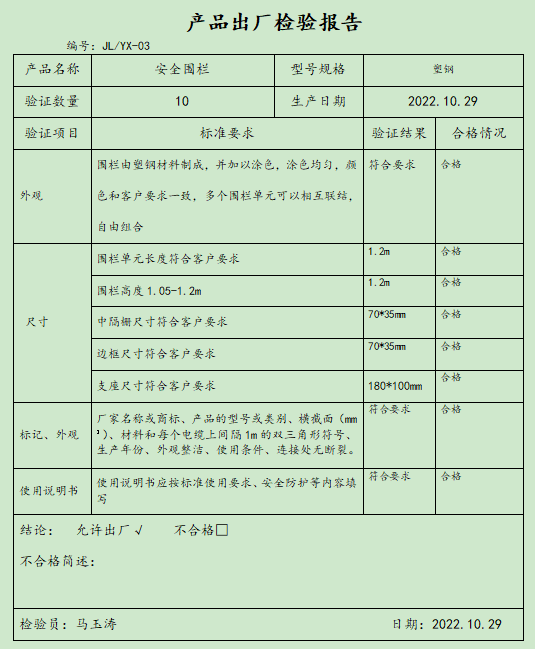 产品出厂检验报告
编号：JL/YX-03
产品名称 安全围栏 型号规格 塑钢
验证数量 10 生产日期 2022.10.29
验证项目 标准要求 验证结果 合格情况
外观
围栏由塑钢材料制成，并加以涂色，涂色均匀，颜
色和客户要求一致，多个围栏单元可以相互联结，
自由组合
符合要求 合格
尺寸
围栏单元长度符合客户要求 1.2m 合格
围栏高度1.05-1.2m 1.2m 合格
中隔栅尺寸符合客户要求 70*35mm 合格
边框尺寸符合客户要求 70*35mm 合格
支座尺寸符合客户要求 180*100mm 合格
标记、外观
厂家名称或商标、产品的型号或类别、横截面（mm
）、材料和每个电缆上间隔1m的双三角形符号、
生产年份、外观整洁、使用条件、连接处无断裂。
符合要求 合格
使用说明书
使用说明书应按标准使用要求、安全防护等内容填
写
符合要求 合格
结论： 允许出厂√ 不合格□
不合格简述：
检验员：马玉涛 日期：2022.10.29